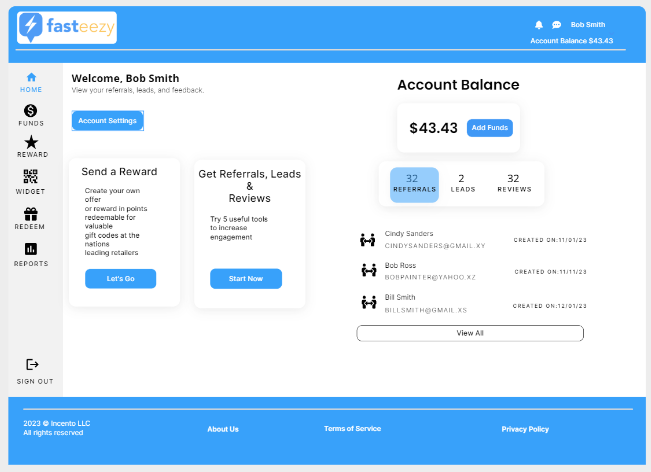 fasteezy
Bob Smith
Account Balance $43.43
HOME
FUNDS
REWARD
WIDGET
REDEEM
REPORTS
SIGN OUT
Welcome, Bob Smith
View your referrals, leads, and feedback.
Account Settings
Send a Reward
Create your own
offer
or reward in points
redeemable for
valuable
gift codes at the
nations
leading retailers
Let's Go
Get Referrals, Leads
&
Reviews
Try 5 useful tools
to increase
engagement
Start Now
Account Balance
$43.43
Add Funds
32
REFERRALS
2
LEADS
32
REVIEWS
Cindy Sanders
CINDYSANDERS@GMAIL.XY
CREATED ON:11/01/23
Bob Ross
BOBPAINTER@YAHOO.XZ
CREATED ON:11/11/23
Bill Smith
BILLSMITH@GMAIL.XS
CREATED ON:12/01/23
View All
2023 © Incento LLC
All rights reserved
About Us
Terms of Service
Privacy Policy